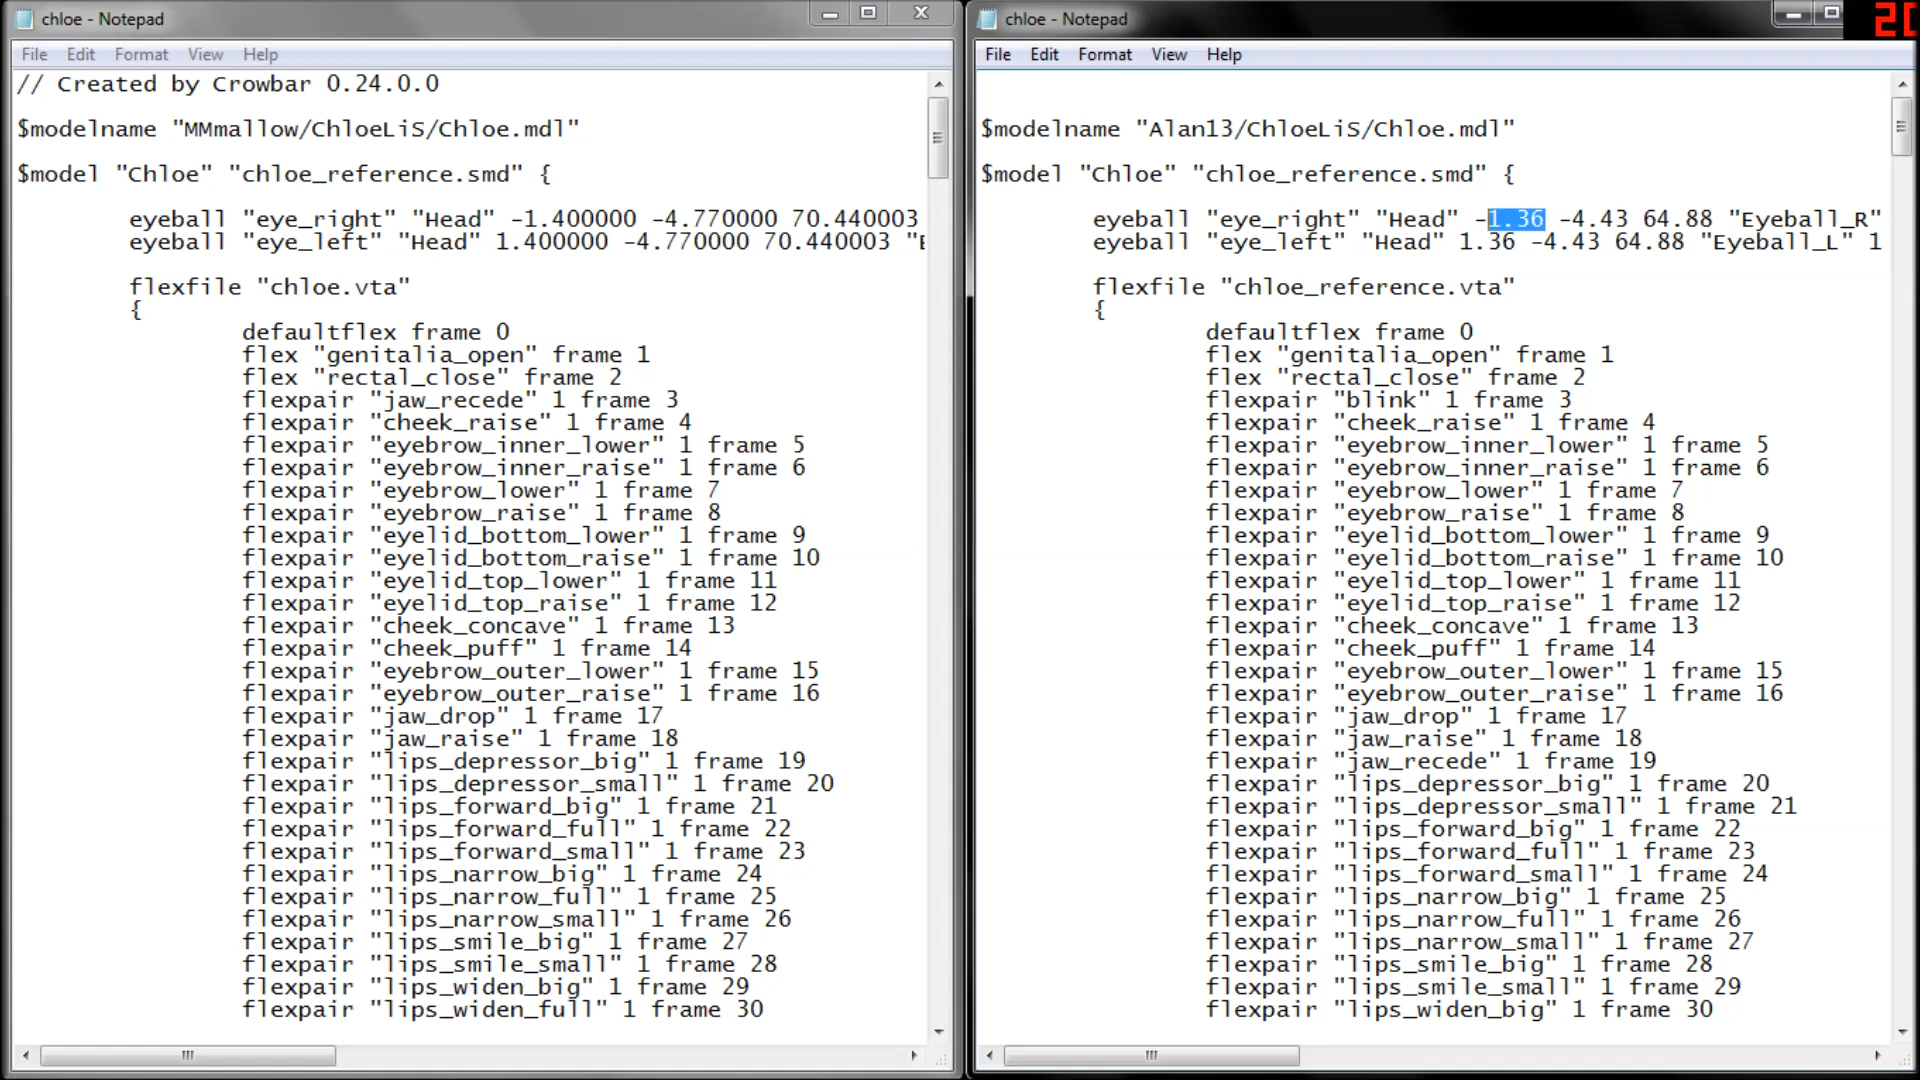 chloe - Notepad
File Edit Format View Help
// Created by Crowbar 0.24.0.0
$modelname "MMmallow/ChloeLiS/Chloe.mdl"
$model "Chloe" "chloe_reference.smd" {
eyeball "eye_right" "Head" -1.400000 -4.770000 70.440003
eyeball "eye_left" "Head" 1.400000 -4.770000 70.440003 "E
flexfile "chloe.vta"
{
defaultflex frame 0
flex "genitalia_open" frame 1
flex "rectal_close" frame 2
flexpair "jaw_recede" 1 frame 3
flexpair "cheek_raise" 1 frame 4
flexpair "eyebrow_inner_lower" 1 frame 5
flexpair "eyebrow_inner_raise" 1 frame 6
flexpair "eyebrow_lower" 1 frame 7
flexpair "eyebrow_raise" 1 frame 8
flexpair "eyelid_bottom_lower" 1 frame 9
flexpair "eyelid_bottom_raise" 1 frame 10
flexpair "eyelid_top_lower" 1 frame 11
flexpair "eyelid_top_raise" 1 frame 12
flexpair "cheek_concave" 1 frame 13
flexpair "cheek_puff" 1 frame 14
flexpair "eyebrow_outer_lower" 1 frame 15
flexpair "eyebrow_outer_raise" 1 frame 16
flexpair "jaw_drop" 1 frame 17
flexpair "jaw_raise" 1 frame 18
flexpair "lips_depressor_big" 1 frame 19
flexpair "lips_depressor_small" 1 frame 20
flexpair "lips_forward_big" 1 frame 21
flexpair "lips_forward_full" 1 frame 22
flexpair "lips_forward_small" 1 frame 23
flexpair "lips_narrow_big" 1 frame 24
flexpair "lips_narrow_full" 1 frame 25
flexpair "lips_narrow_small" 1 frame 26
flexpair "lips_smile_big" 1 frame 27
flexpair "lips_smile_small" 1 frame 28
flexpair "lips_widen_big" 1 frame 29
flexpair "lips_widen_full" 1 frame 30
chloe - Notepad
File Edit Format View Help
$modelname "Alan13/ChloeLiS/Chloe.mdl"
$model "Chloe" "chloe_reference.smd" {
eyeball "eye_right" "Head" -1.36 -4.43 64.88 "Eyeball_R"
eyeball "eye_left" "Head" 1.36 -4.43 64.88 "Eyeball_L" 1
flexfile "chloe_reference.vta"
{
defaultflex frame 0
flex "genitalia_open" frame 1
flex "rectal_close" frame 2
flexpair "blink" 1 frame 3
flexpair "cheek_raise" 1 frame 4
flexpair "eyebrow_inner_lower" 1 frame 5
flexpair "eyebrow_inner_raise" 1 frame 6
flexpair "eyebrow_lower" 1 frame 7
flexpair "eyebrow_raise" 1 frame 8
flexpair "eyelid_bottom_lower" 1 frame 9
flexpair "eyelid_bottom_raise" 1 frame 10
flexpair "eyelid_top_lower" 1 frame 11
flexpair "eyelid_top_raise" 1 frame 12
flexpair "cheek_concave" 1 frame 13
flexpair "cheek_puff" 1 frame 14
flexpair "eyebrow_outer_lower" 1 frame 15
flexpair "eyebrow_outer_raise" 1 frame 16
flexpair "jaw_drop" 1 frame 17
flexpair "jaw_raise" 1 frame 18
flexpair "jaw_recede" 1 frame 19
flexpair "lips_depressor_big" 1 frame 20
flexpair "lips_depressor_small" 1 frame 21
flexpair "lips_forward_big" 1 frame 22
flexpair "lips_forward_full" 1 frame 23
flexpair "lips_forward_small" 1 frame 24
flexpair "lips_narrow_big" 1 frame 25
flexpair "lips_narrow_full" 1 frame 26
flexpair "lips_narrow_small" 1 frame 27
flexpair "lips_smile_big" 1 frame 28
flexpair "lips_smile_small" 1 frame 29
flexpair "lips_widen_big" 1 frame 30